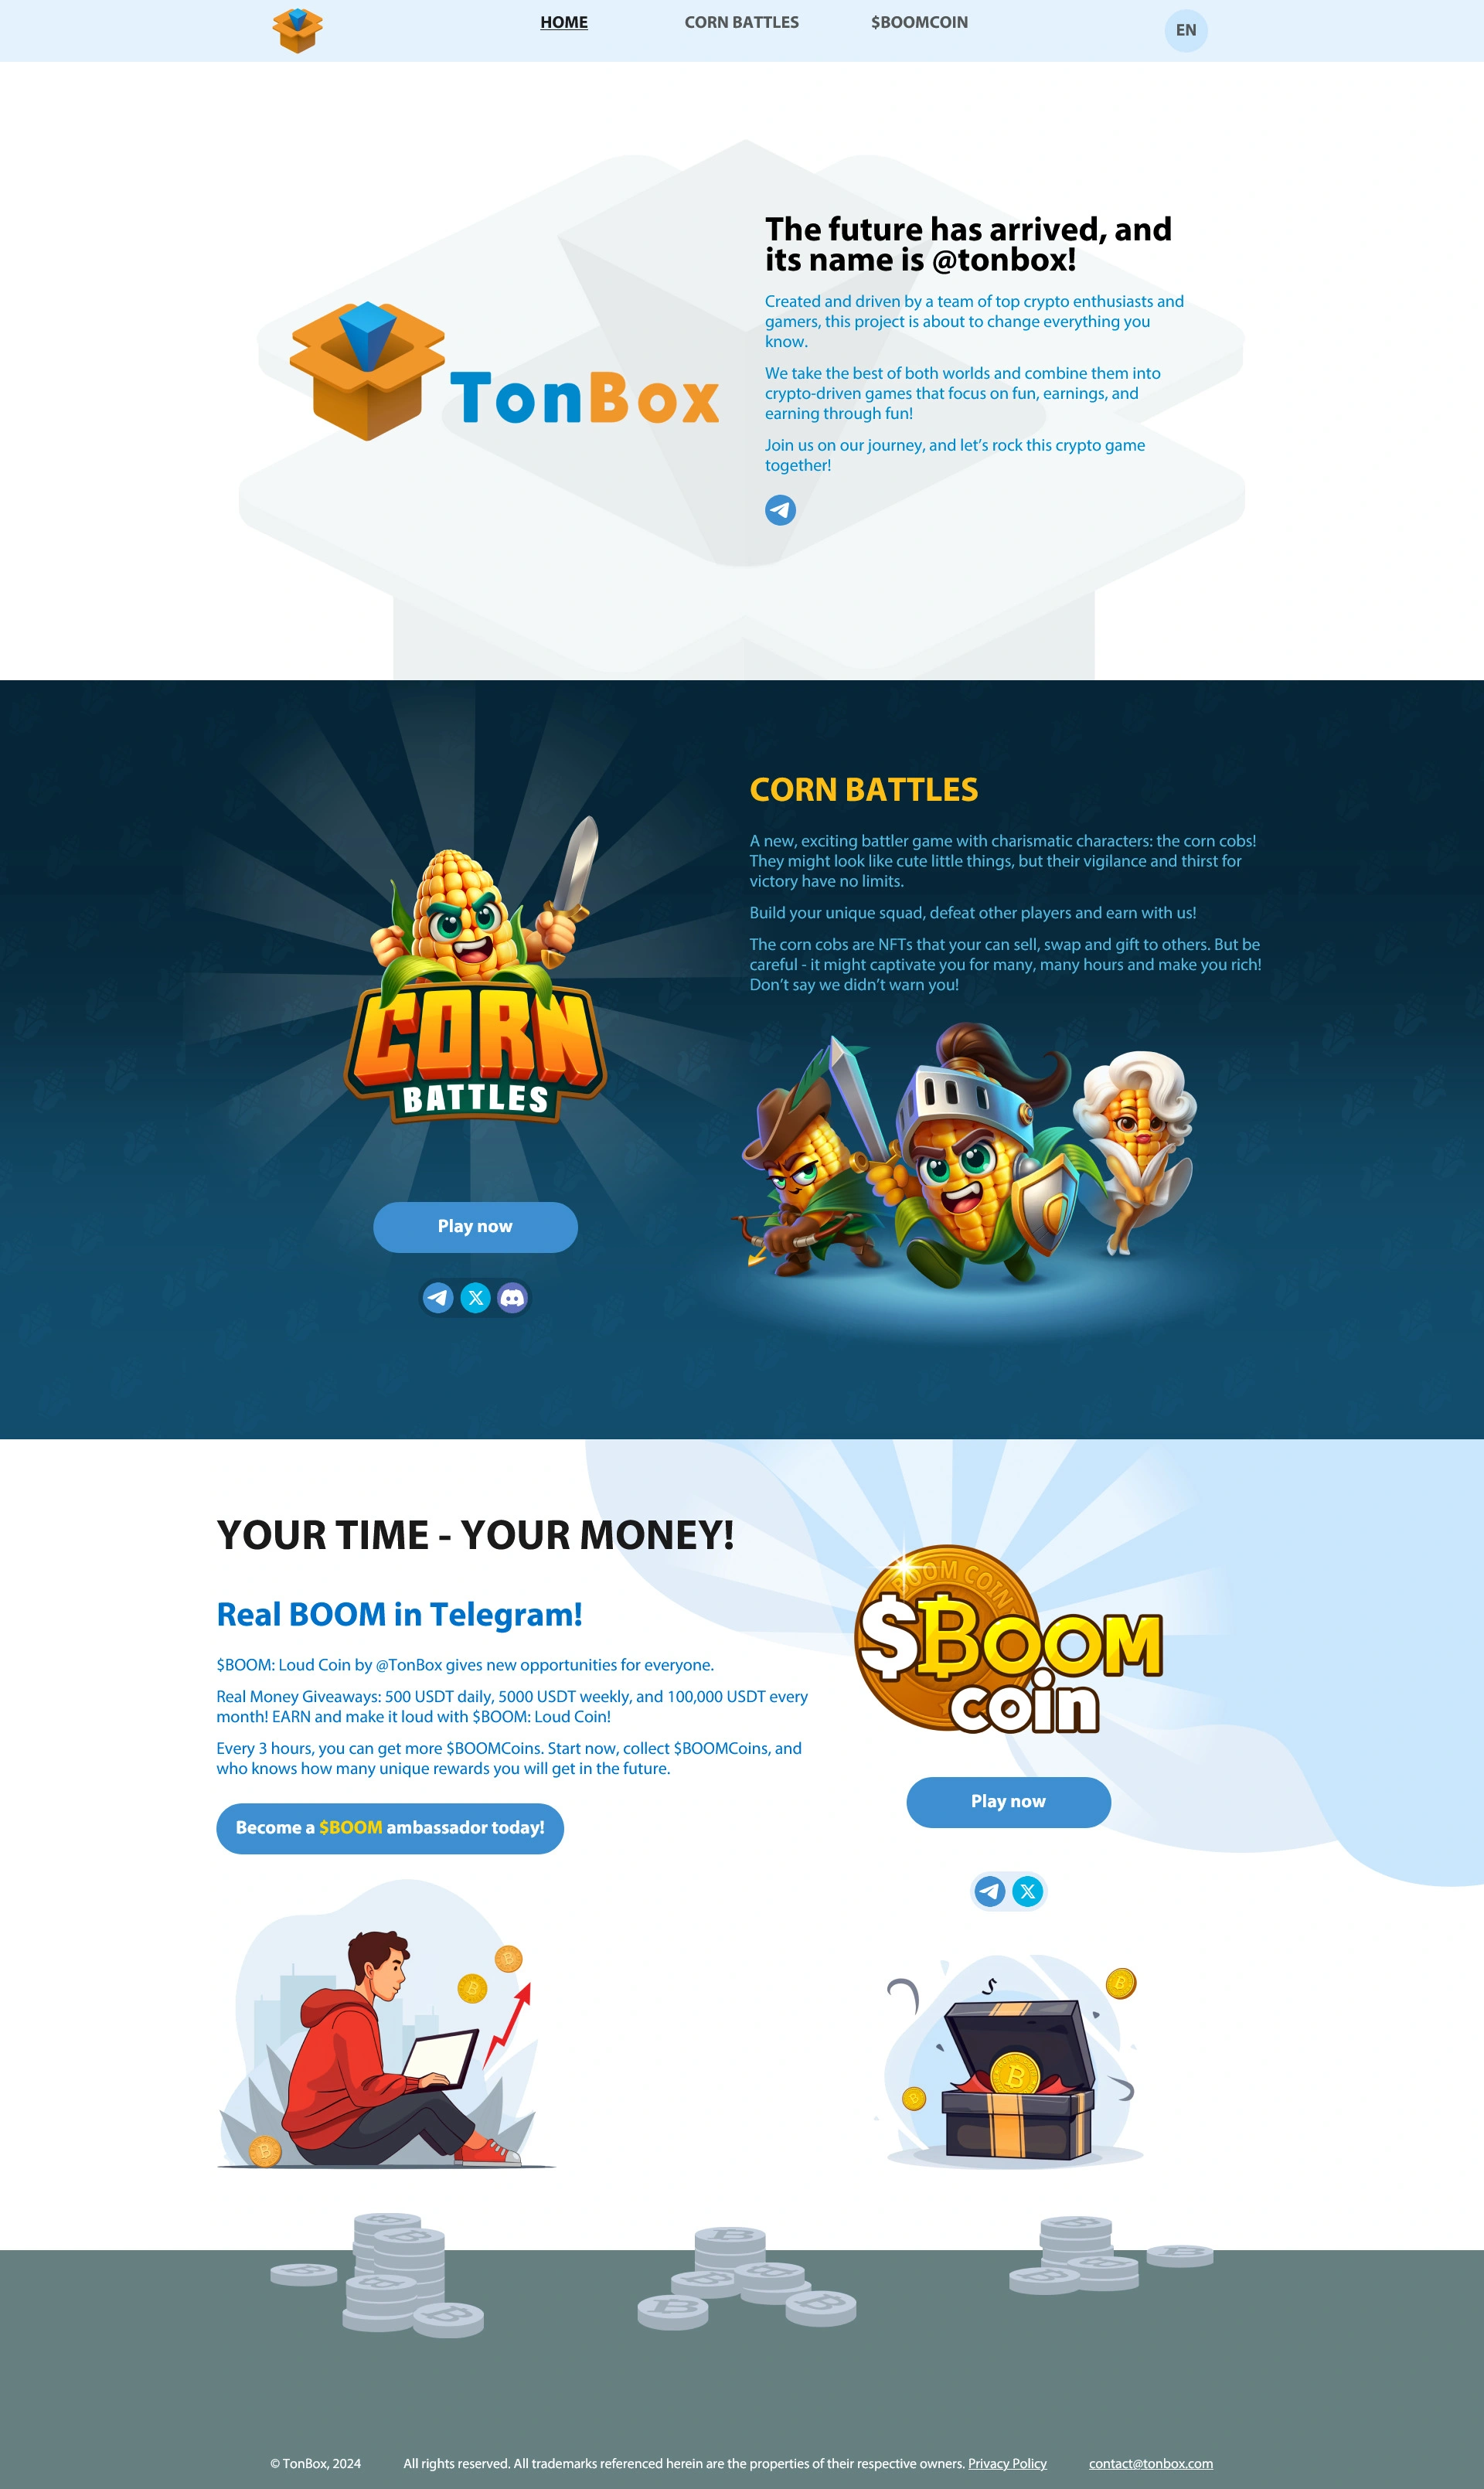 HOME
CORN BATTLES
$BOOMCOIN
EN
The future has arrived, and
its name is @tonbox!
Created and driven by a team of top crypto enthusiasts and
gamers, this project is about to change everything you
know.
We take the best of both worlds and combine them into
crypto-driven games that focus on fun, earnings, and
earning through fun!
Join us on our journey, and let’s rock this crypto game
together!
TonBox
CORN BATTLES
A new, exciting battler game with charismatic characters: the corn cobs!
They might look like cute little things, but their vigilance and thirst for
victory have no limits.
Build your unique squad, defeat other players and earn with us!
The corn cobs are NFTs that your can sell, swap and gift to others. But be
careful - it might captivate you for many, many hours and make you rich!
Don’t say we didn’t warn you!
CORN
BATTLES
Play now
YOUR TIME - YOUR MONEY!
Real BOOM in Telegram!
$BOOM: Loud Coin by @TonBox gives new opportunities for everyone.
Real Money Giveaways: 500 USDT daily, 5000 USDT weekly, and 100,000 USDT every
month! EARN and make it loud with $BOOM: Loud Coin!
Every 3 hours, you can get more $BOOMCoins. Start now, collect $BOOMCoins, and
who knows how many unique rewards you will get in the future.
Become a $BOOM ambassador today!
BOOM COIN
$BOOM
coin
Play now
© TonBox, 2024
All rights reserved. All trademarks referenced herein are the properties of their respective owners. Privacy Policy
contact@tonbox.com